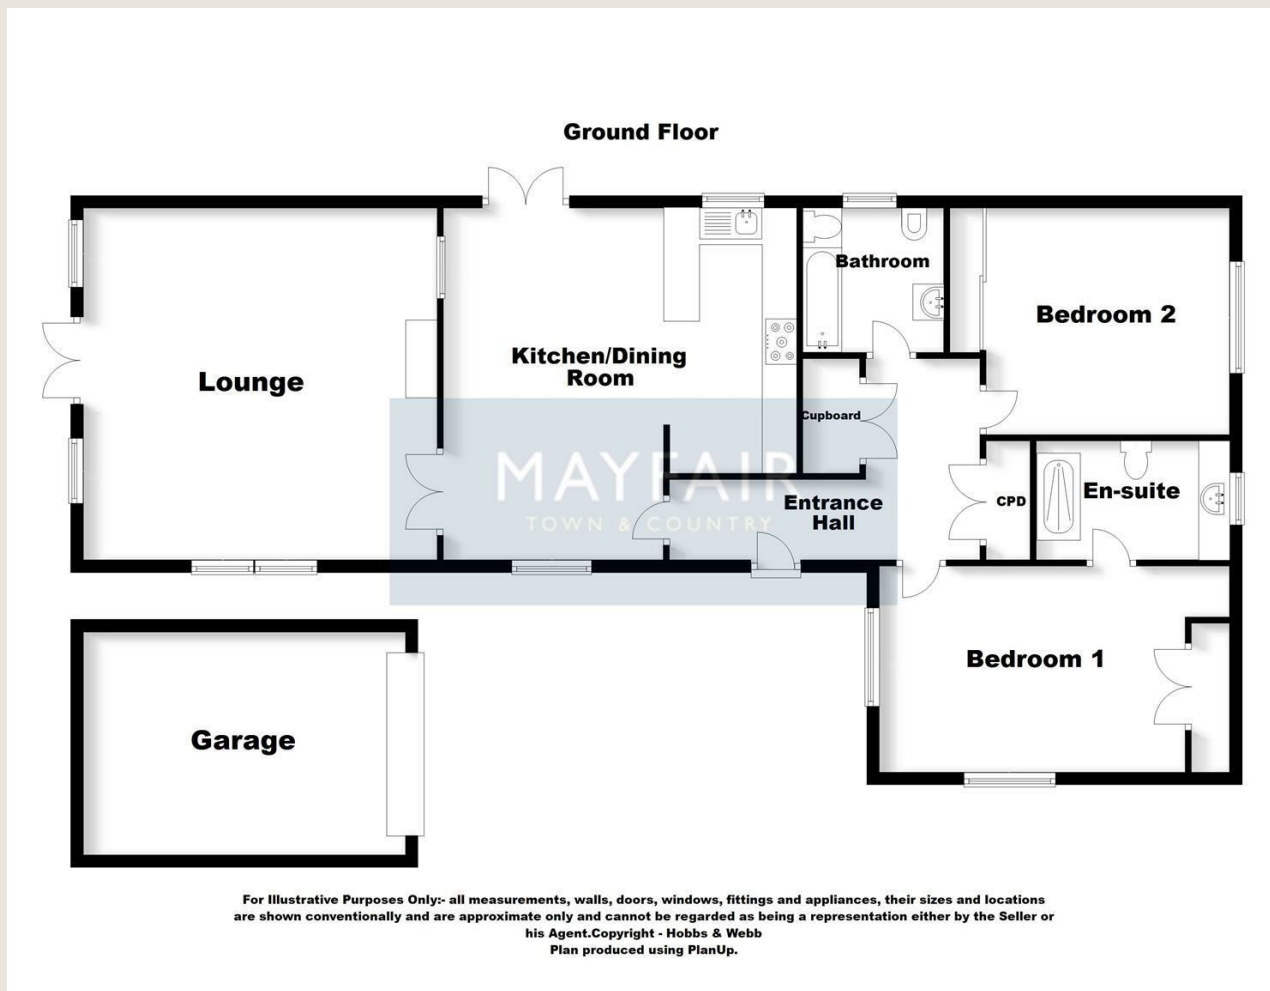 Ground Floor
Bathroom
Bedroom 2
Kitchen/Dining
Room
Lounge
Cupboard
MAYFAIR
TOWN & COUNTRY
Entrance
Hall
CPD
En-suite
Bedroom 1
Garage
For Illustrative Purposes Only:- all measurements, walls, doors, windows, fittings and appliances, their sizes and locations
are shown conventionally and are approximate only and cannot be regarded as being a representation either by the Seller or
his Agent.Copyright - Hobbs & Webb
Plan produced using PlanUp.